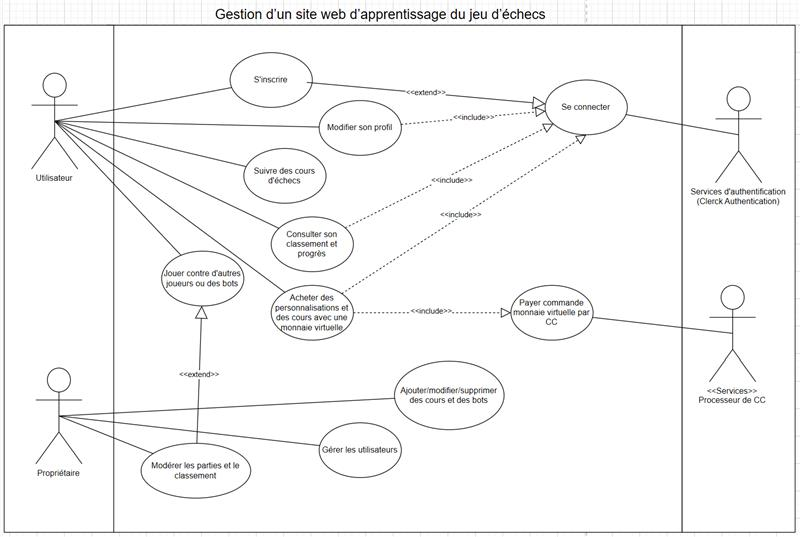 Gestion d'un site web d'apprentissage du jeu d'échecs
S'inscrire
<<extend>>
Se connecter
Modifier son profil
<<include>>
Utilisateur
Suivre des cours
d'échecs
<<include>>
Services d'authentification
(Clerck Authentication)
<<include>>
Consulter son
classement et
progrès
Jouer contre d'autres
joueurs ou des bots
Acheter des
personnalisations et
des cours avec une
monnaie virtuelle
<<include>>
Payer commande
monnaie virtuelle par
CC
<<extend>>
<<Services>>
Processeur de CC
Ajouter/modifier/supprimer
des cours et des bots
Gérer les utilisateurs
Propriétaire
Modérer les parties et le
classement